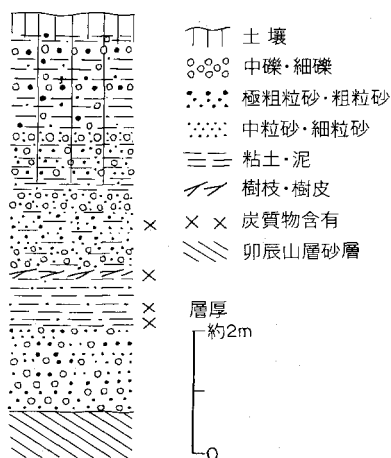 土壌
中礫・細礫
極粗粒砂・粗粒砂
中粒砂・細粒砂
粘土・泥
樹枝・樹皮
炭質物含有
卯辰山層砂層
層厚
約2m
0